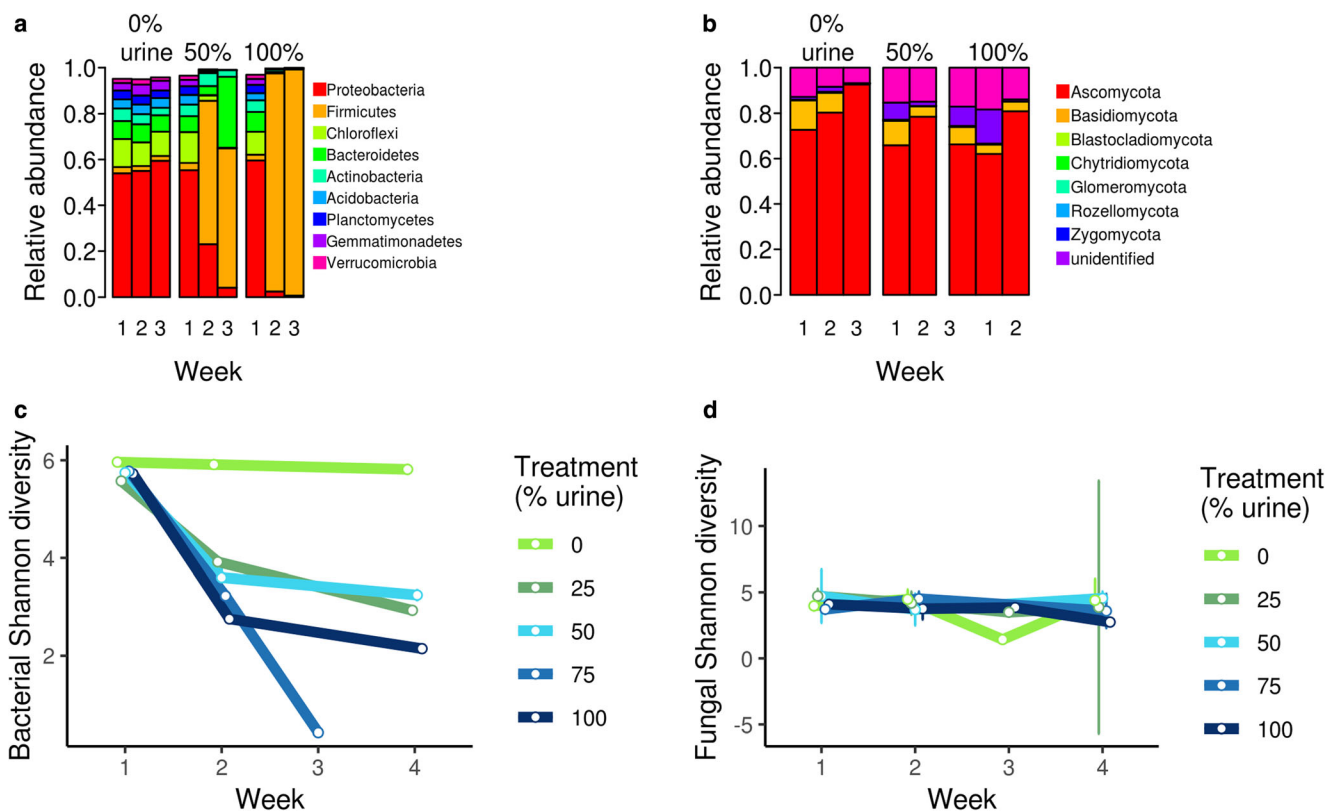 a
0%
urine
50%
100%
Relative abundance
1.0
0.8
0.6
0.4
0.2
0.0
1 2 3 1 2 3 1 2 3
Week
Proteobacteria
Firmicutes
Chloroflexi
Bacteroidetes
Actinobacteria
Acidobacteria
Planctomycetes
Gemmatimonadetes
Verrucomicrobia
b
0%
urine
50%
100%
Relative abundance
1.0
0.8
0.6
0.4
0.2
0.0
1 2 3 1 2 3 1 2
Week
Ascomycota
Basidiomycota
Blastocladiomycota
Chytridiomycota
Glomeromycota
Rozellomycota
Zygomycota
unidentified
c
Bacterial Shannon diversity
6
4
2
1 2 3 4
Week
Treatment
(% urine)
0
25
50
75
100
d
Fungal Shannon diversity
10
5
0
-5
1 2 3 4
Week
Treatment
(% urine)
0
25
50
75
100